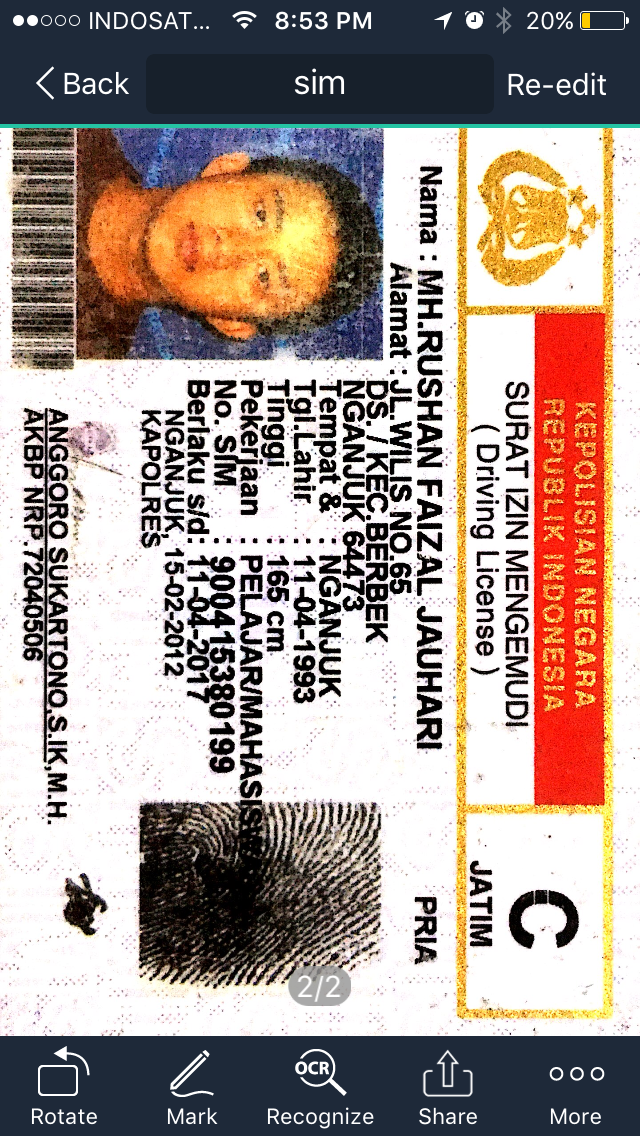 INDOSAT... 8:53 PM 20%
Back sim Re-edit
KEPOLISIAN NEGARA
REPUBLIK INDONESIA
SURAT IZIN MENGEMUDI
( Driving License )
C
JATIM
Nama : MH.RUSHAN FAIZAL JAUHARI PRIA
Alamat : JL. WILIS NO.65
DS. / KEC.BERBEK
NGANJUK 64473
Tempat & : NGANJUK
Tgl.Lahir : 11-04-1993
Tinggi : 165 cm
Pekerjaan : PELAJAR/MAHASIS
No. SIM : 900415380199
Berlaku s/d: 11-04-2017
NGANJUK, 15-02-2012
KAPOLRES
ANGGORO SUKARTONO,S.IK,M.H.
AKBP NRP.72040506
2/2
OCR
Rotate Mark Recognize Share More